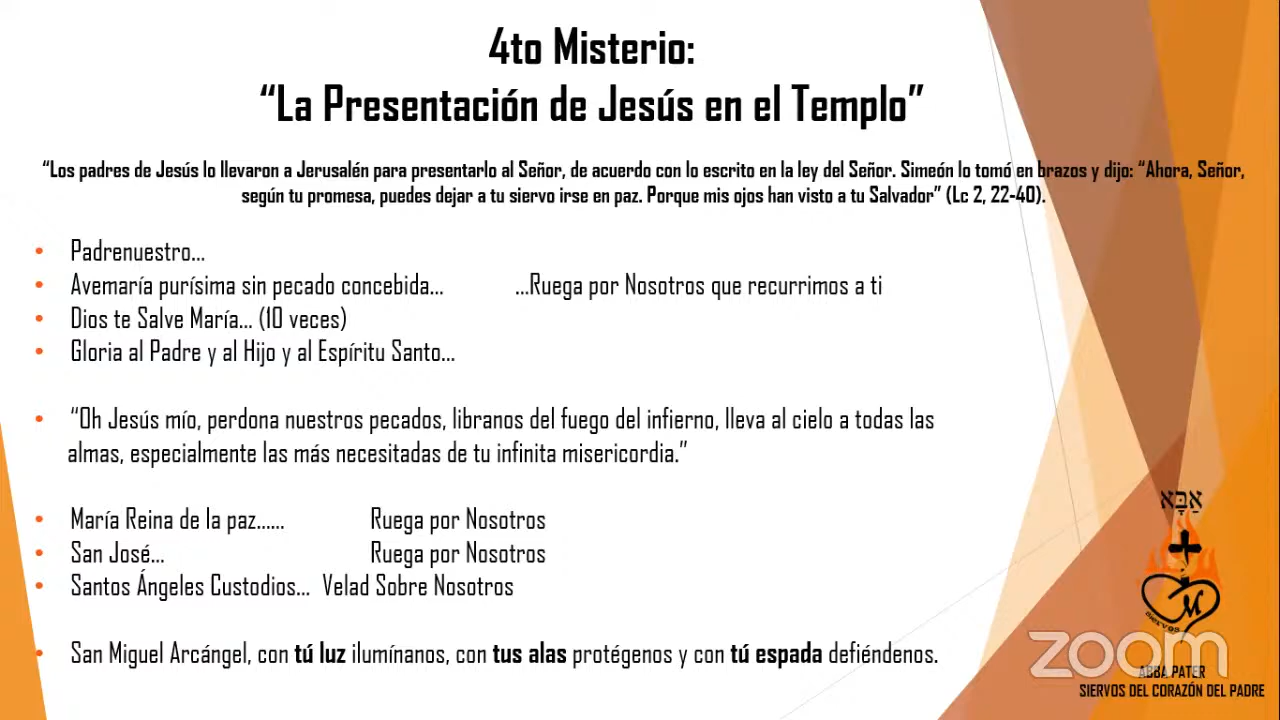 4to Misterio:
“La Presentación de Jesús en el Templo”
“Los padres de Jesús lo llevaron a Jerusalén para presentarlo al Señor, de acuerdo con lo escrito en la ley del Señor. Simeón lo tomó en brazos y dijo: “Ahora, Señor,
según tu promesa, puedes dejar a tu siervo irse en paz. Porque mis ojos han visto a tu Salvador” (Lc 2, 22-40).
• Padrenuestro...
• Avemaría purísima sin pecado concebida... ...Ruega por Nosotros que recurrimos a ti
• Dios te Salve María... (10 veces)
• Gloria al Padre y al Hijo y al Espíritu Santo...
• “Oh Jesús mío, perdona nuestros pecados, libranos del fuego del infierno, lleva al cielo a todas las
almas, especialmente las más necesitadas de tu infinita misericordia.”
• María Reina de la paz...... Ruega por Nosotros
• San José... Ruega por Nosotros
• Santos Ángeles Custodios... Velad Sobre Nosotros
• San Miguel Arcángel, con tú luz ilumínanos, con tus alas protégenos y con tú espada defiéndenos.
אַבָּא
M
siervos
zoom
ABBA PATER
SIERVOS DEL CORAZÓN DEL PADRE